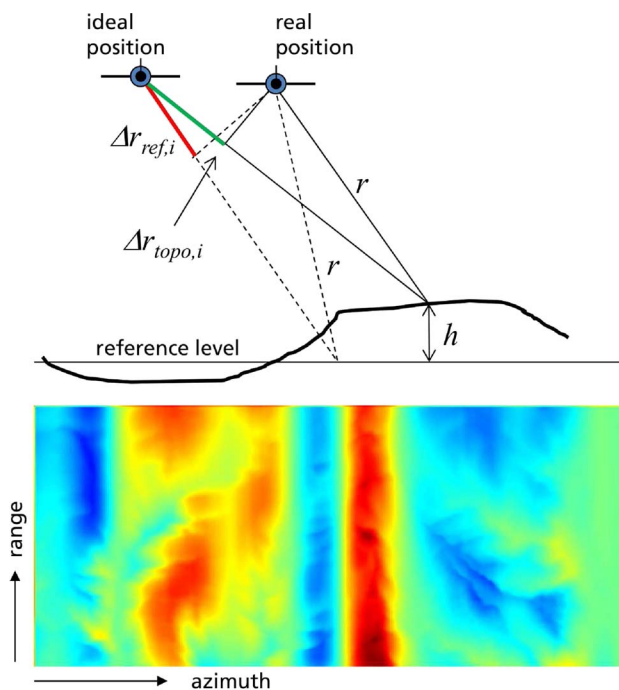 ideal
position
real
position
Δr_ref,i
r
Δr_topo,i
r
h
reference level
range
azimuth